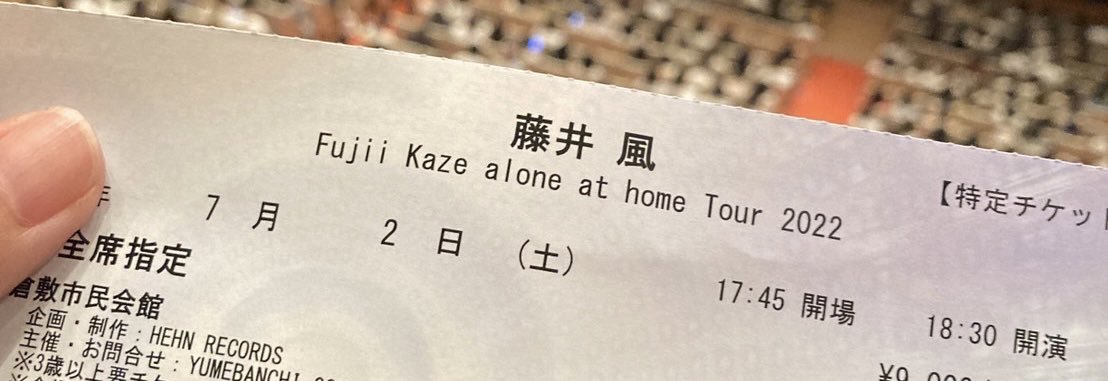 藤井 風
Fujii Kaze alone at home Tour 2022
【特定チケット
年 7月 2日 (土)
17:45 開場 18:30 開演
全席指定
倉敷市民会館
企画・制作：HEHN RECORDS
主催・お問合せ：YUMEBANCHI
※3歳以上要チケ